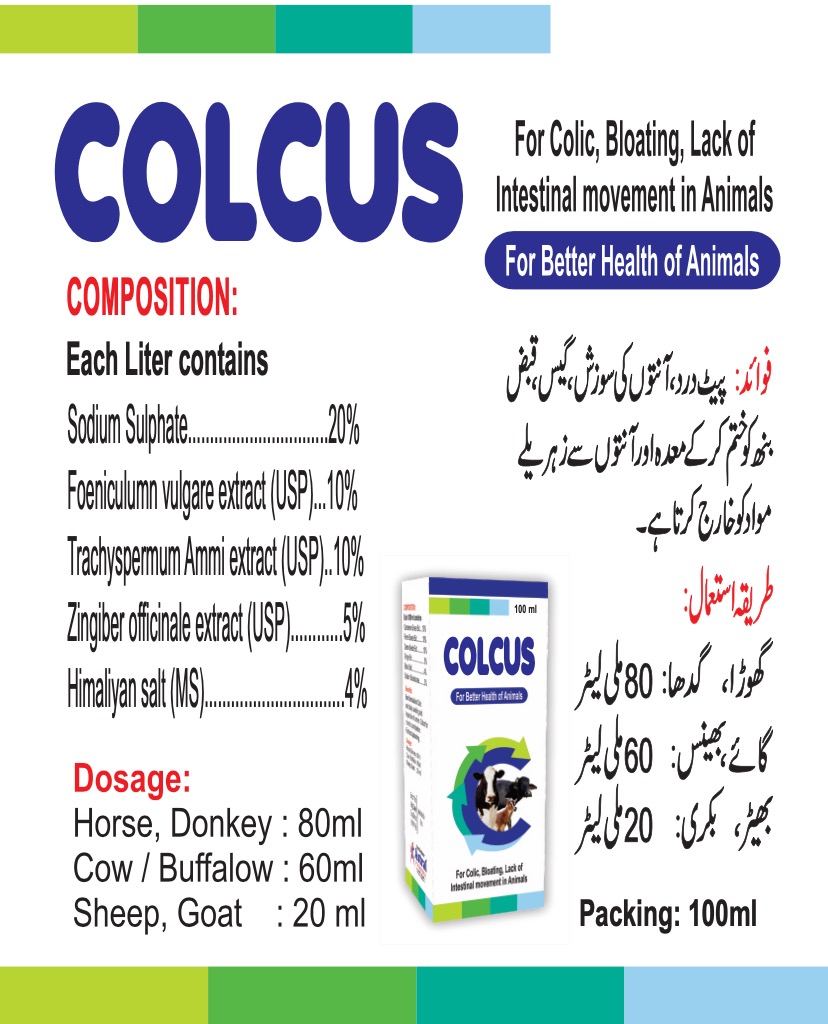 COLCUS
For Colic, Bloating, Lack of
Intestinal movement in Animals
For Better Health of Animals
COMPOSITION:
Each Liter contains
Sodium Sulphate................................20%
Foeniculumn vulgare extract (USP)...10%
Trachyspernum Ammi extract (USP)..10%
Zingiber officinale extract (USP)............5%
Himaliyan salt (MS)................................4%
Dosage:
Horse, Donkey : 80ml
Cow / Buffalow : 60ml
Sheep, Goat : 20 ml
فوائد: پیٹ درد، آنتوں کی سوزش، گیس، قبض
بنھ کو ختم کر کے معدہ اور آنتوں سے زہریلے
مواد کو خارج کرتا ہے۔
طریقہ استعمال:
گھوڑا، گدھا: 80 ملی لیٹر
گائے، بھینس: 60 ملی لیٹر
بھیڑ، بکری: 20 ملی لیٹر
Packing: 100ml
100 ml
COLCUS
For Better Health of Animals
For Colic, Bloating, Lack of
Intestinal movement in Animals